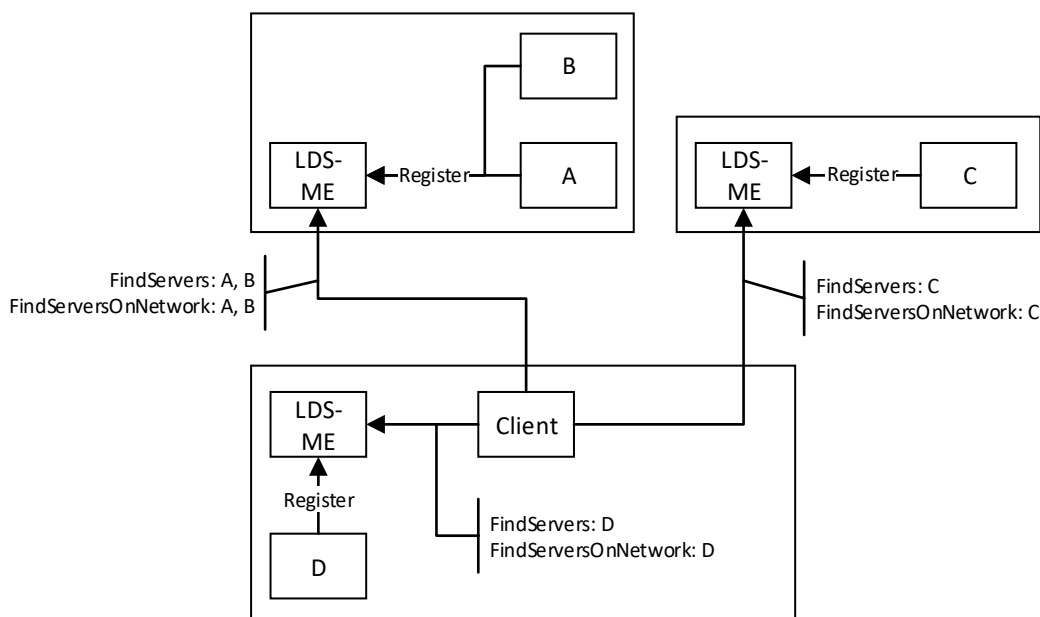 B
LDS-
ME
Register
A
LDS-
ME
Register
C
FindServers: A, B
FindServersOnNetwork: A, B
FindServers: C
FindServersOnNetwork: C
LDS-
ME
Client
Register
D
FindServers: D
FindServersOnNetwork: D